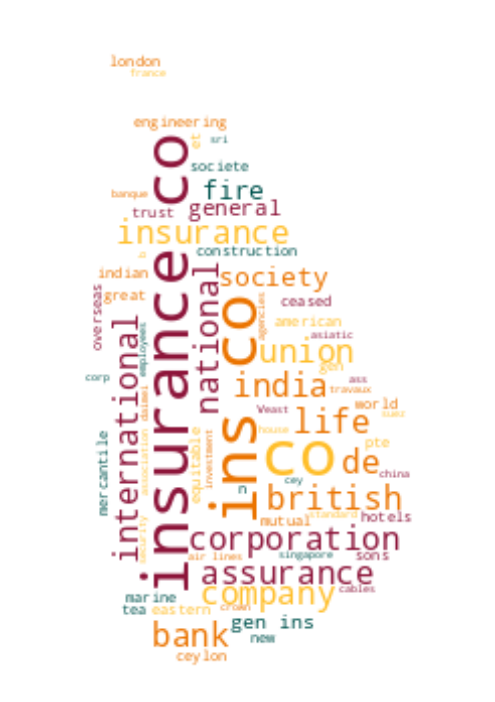 london
france
engineering
insurance co
et
sri
societe
banque
fire
trust
general
insurance
construction
b
indian
society
great
overseas
national
international
employees
ins co
agencies
ceased
american
asiatic
union
gen
corp
india
ass
travaux
daimei
Veast
world
suez
life
house
mercantile
association
equitable
investment
co
de
pte
china
cey
n
british
mutual
standard
hotels
corporation
security
air lines
singapore
sons
assurance
company
cables
marine
tea
eastern
crown
gen ins
bank
new
ceylon